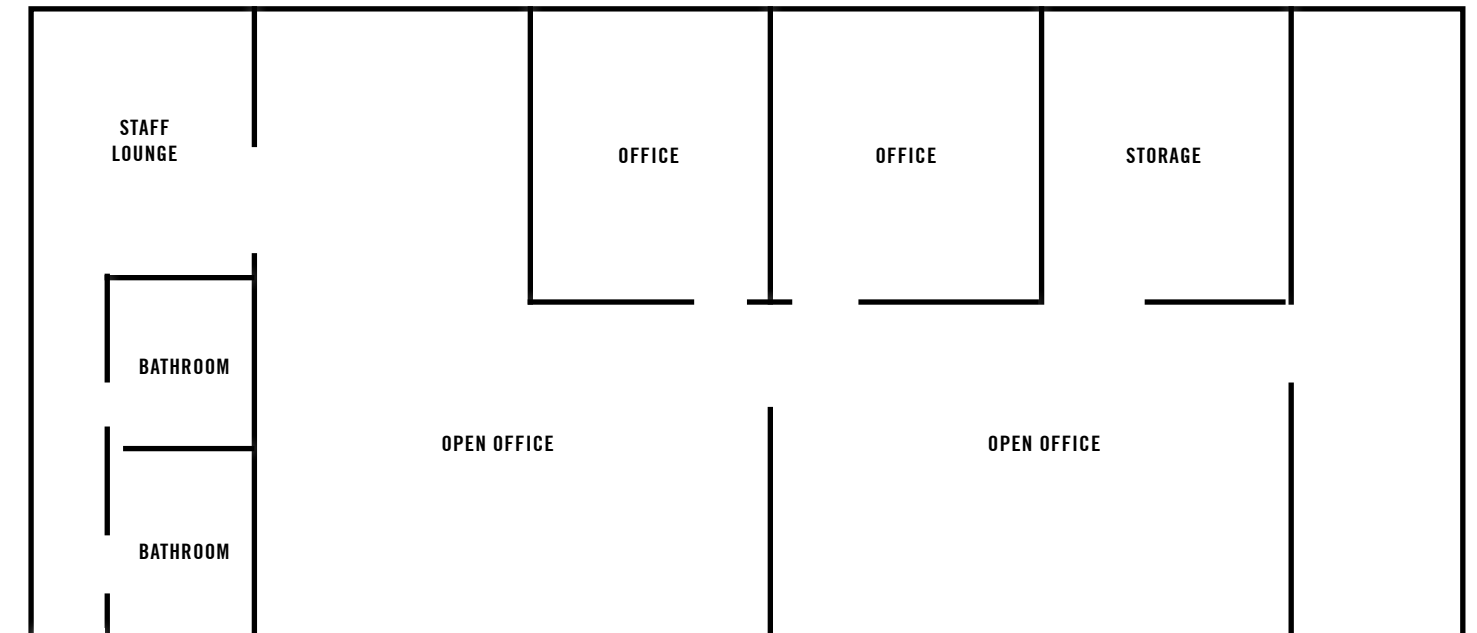 STAFF
LOUNGE
OFFICE
OFFICE
STORAGE
BATHROOM
OPEN OFFICE
OPEN OFFICE
BATHROOM